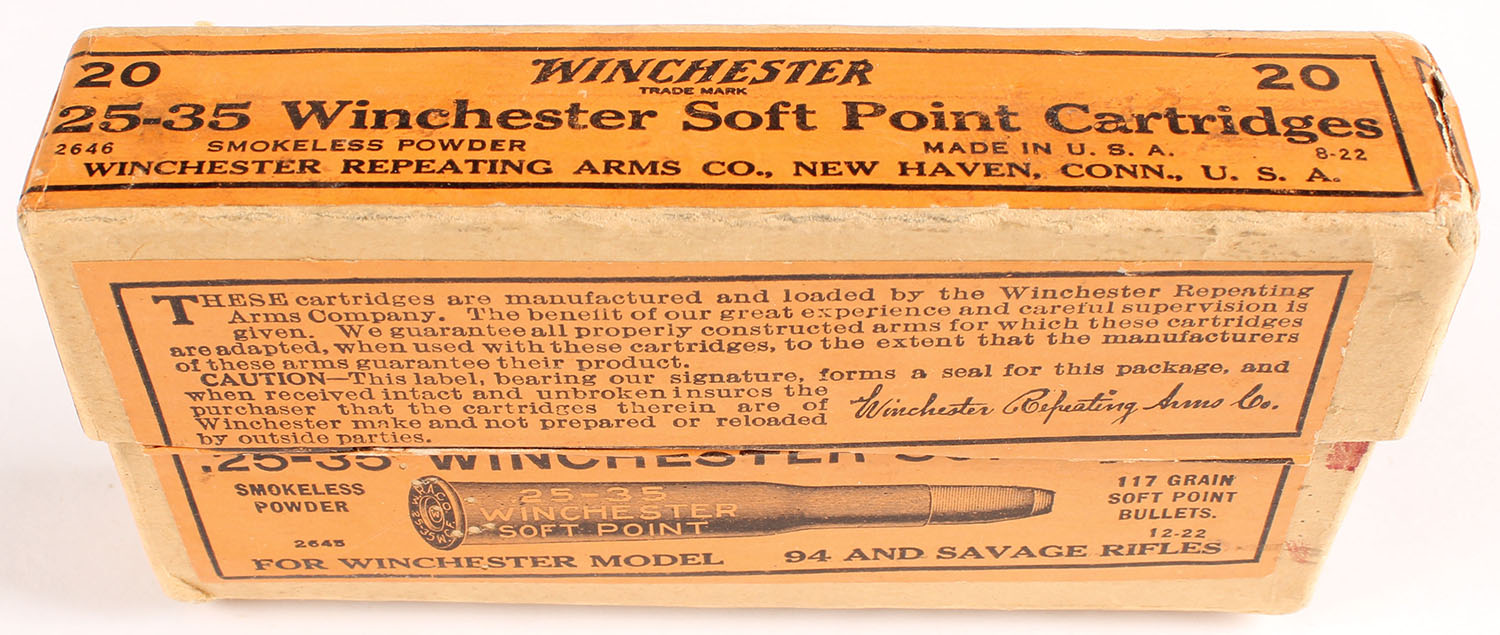 20 WINCHESTER 20
TRADE MARK
25-35 Winchester Soft Point Cartridges
2646 SMOKELESS POWDER MADE IN U. S. A. 8-22
WINCHESTER REPEATING ARMS CO., NEW HAVEN, CONN., U. S. A.
THESE cartridges are manufactured and loaded by the Winchester Repeating
Arms Company. The benefit of our great experience and careful supervision is
given. We guarantee all properly constructed arms for which these cartridges
are adapted, when used with these cartridges, to the extent that the manufacturers
of these arms guarantee their product.
CAUTION—This label, bearing our signature, forms a seal for this package, and
when received intact and unbroken insures the
purchaser that the cartridges therein are of
Winchester make and not prepared or reloaded
by outside parties.
Winchester Repeating Arms Co.
.25-35 WINCHESTER
SMOKELESS
POWDER
2645
W.R.A.CO.
25-35 W.C.F.
.25-35
WINCHESTER
SOFT POINT
117 GRAIN
SOFT POINT
BULLETS.
12-22
FOR WINCHESTER MODEL 94 AND SAVAGE RIFLES